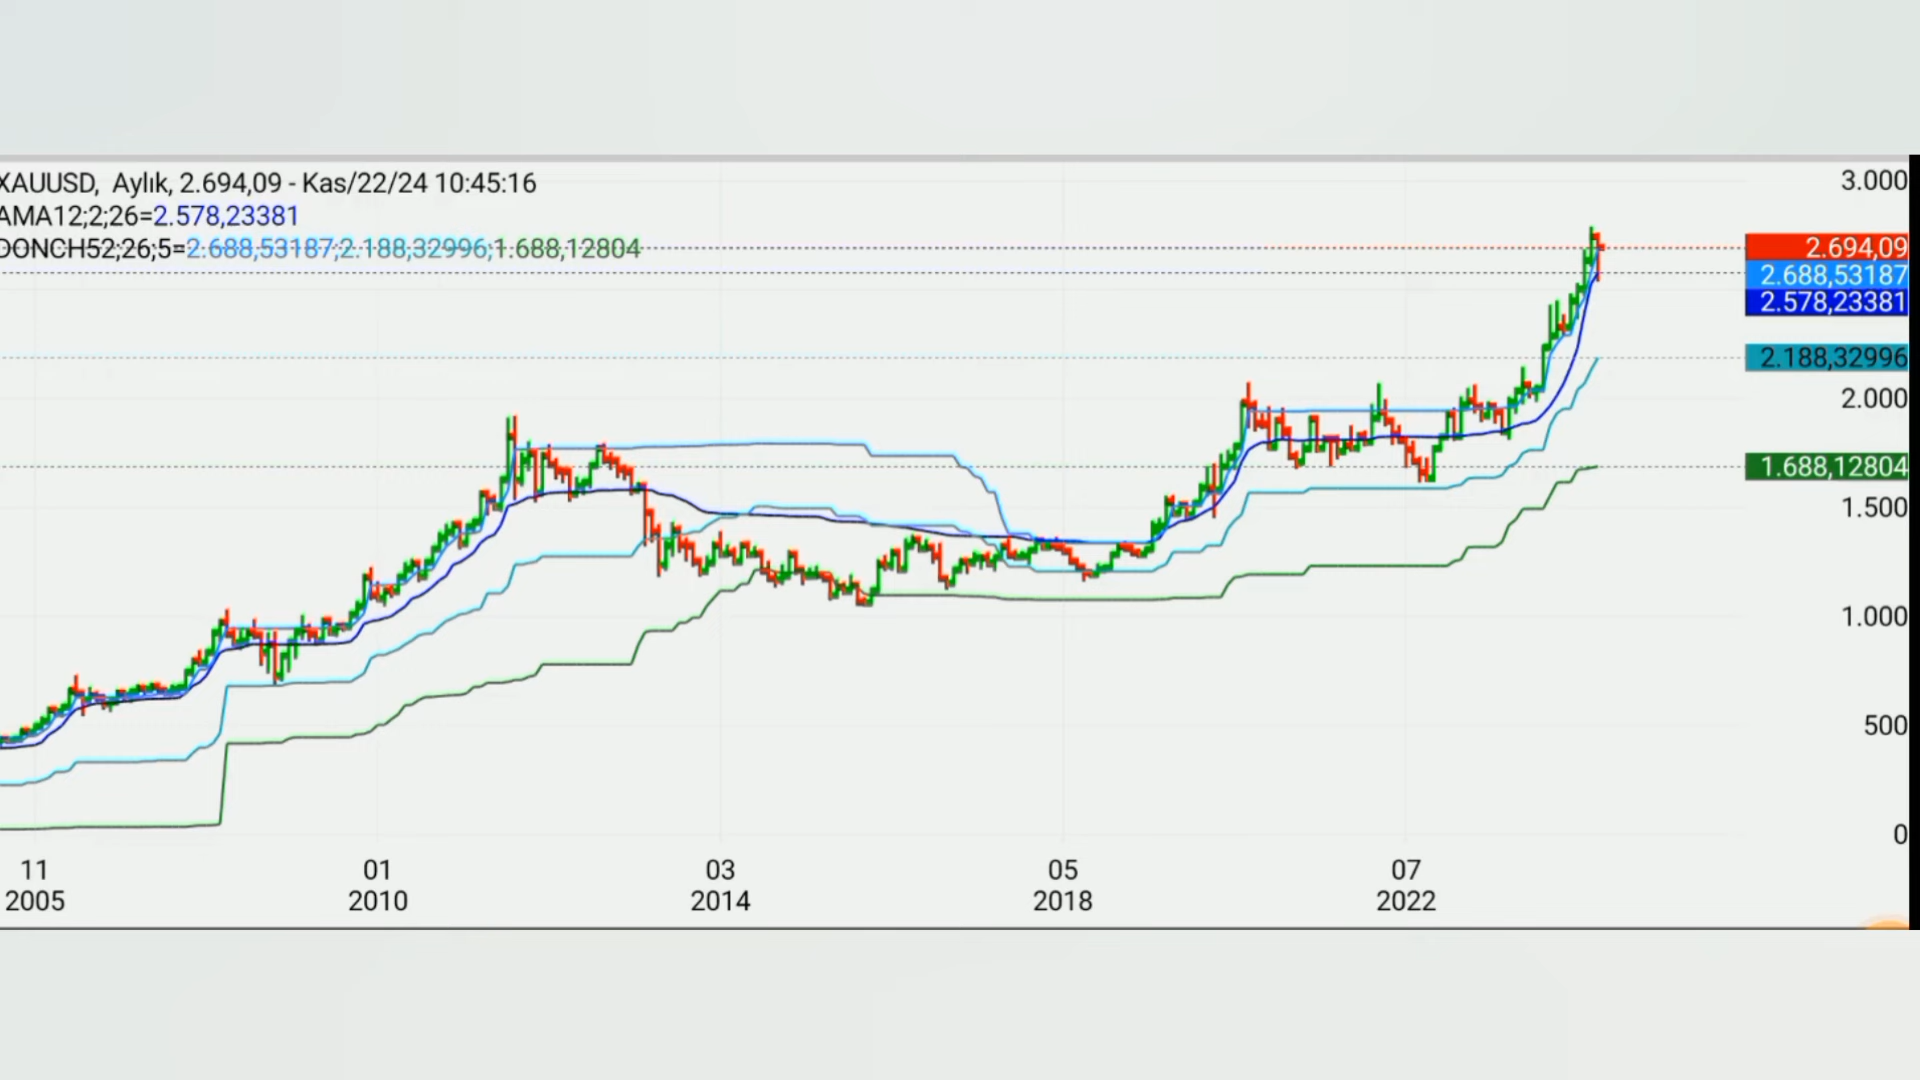 XAUUSD, Aylık, 2.694,09 - Kas/22/24 10:45:16
AMA12;2;26=2.578,23381
DONCH52;26;5=2.688,53187;2.188,32996;1.688,12804
3.000
2.694,09
2.688,53187
2.578,23381
2.188,32996
2.000
1.688,12804
1.500
1.000
500
0
11 01 03 05 07
2005 2010 2014 2018 2022